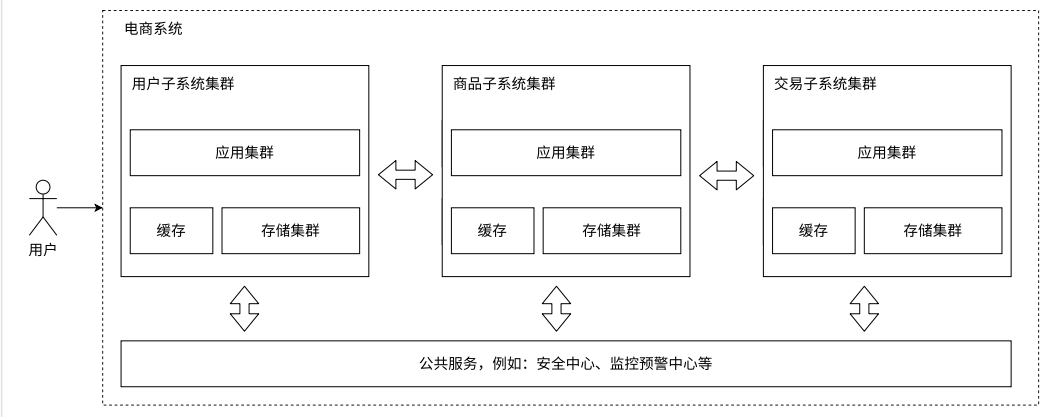 电商系统
用户子系统集群
商品子系统集群
交易子系统集群
应用集群
应用集群
应用集群
缓存
存储集群
缓存
存储集群
缓存
存储集群
用户
公共服务，例如：安全中心、监控预警中心等